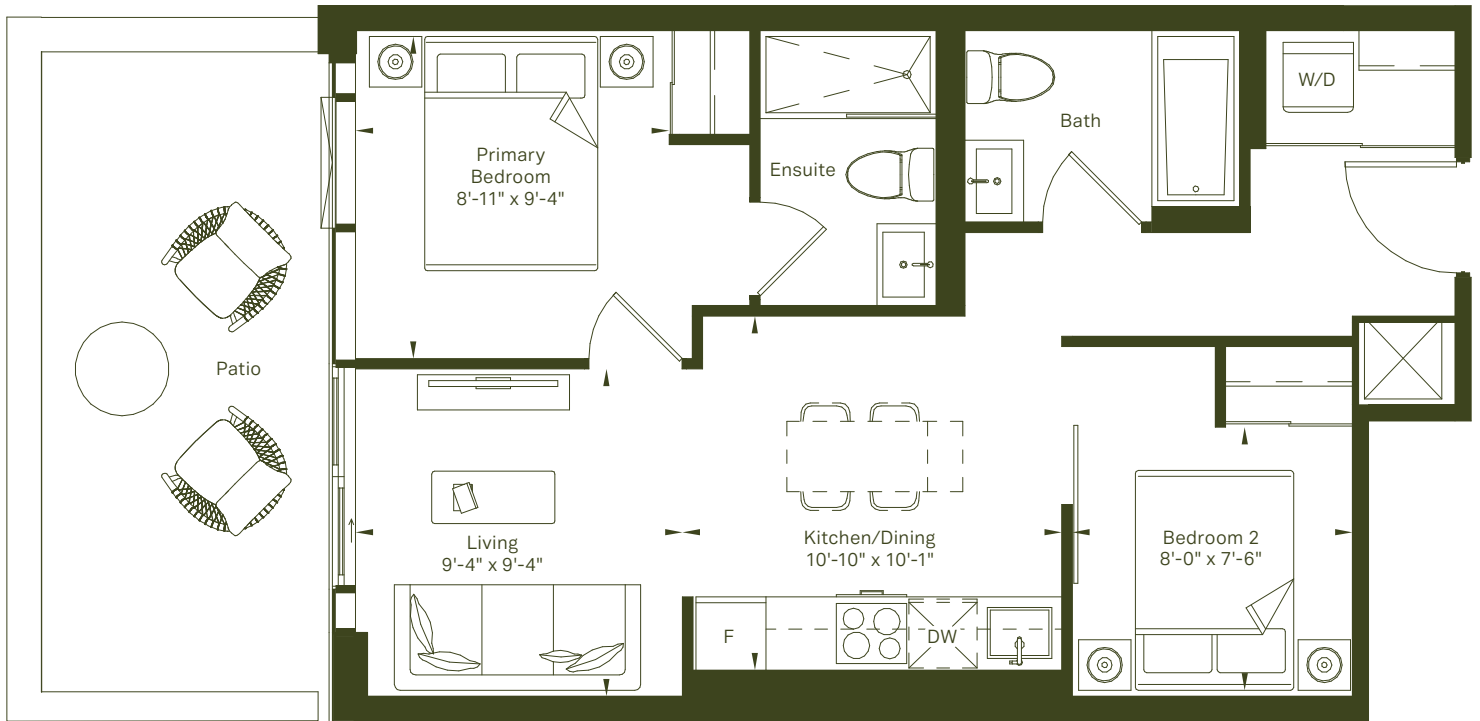 W/D
Bath
Primary
Bedroom
8'-11" x 9'-4"
Ensuite
Patio
Living
9'-4" x 9'-4"
Kitchen/Dining
10'-10" x 10'-1"
Bedroom 2
8'-0" x 7'-6"
F
DW